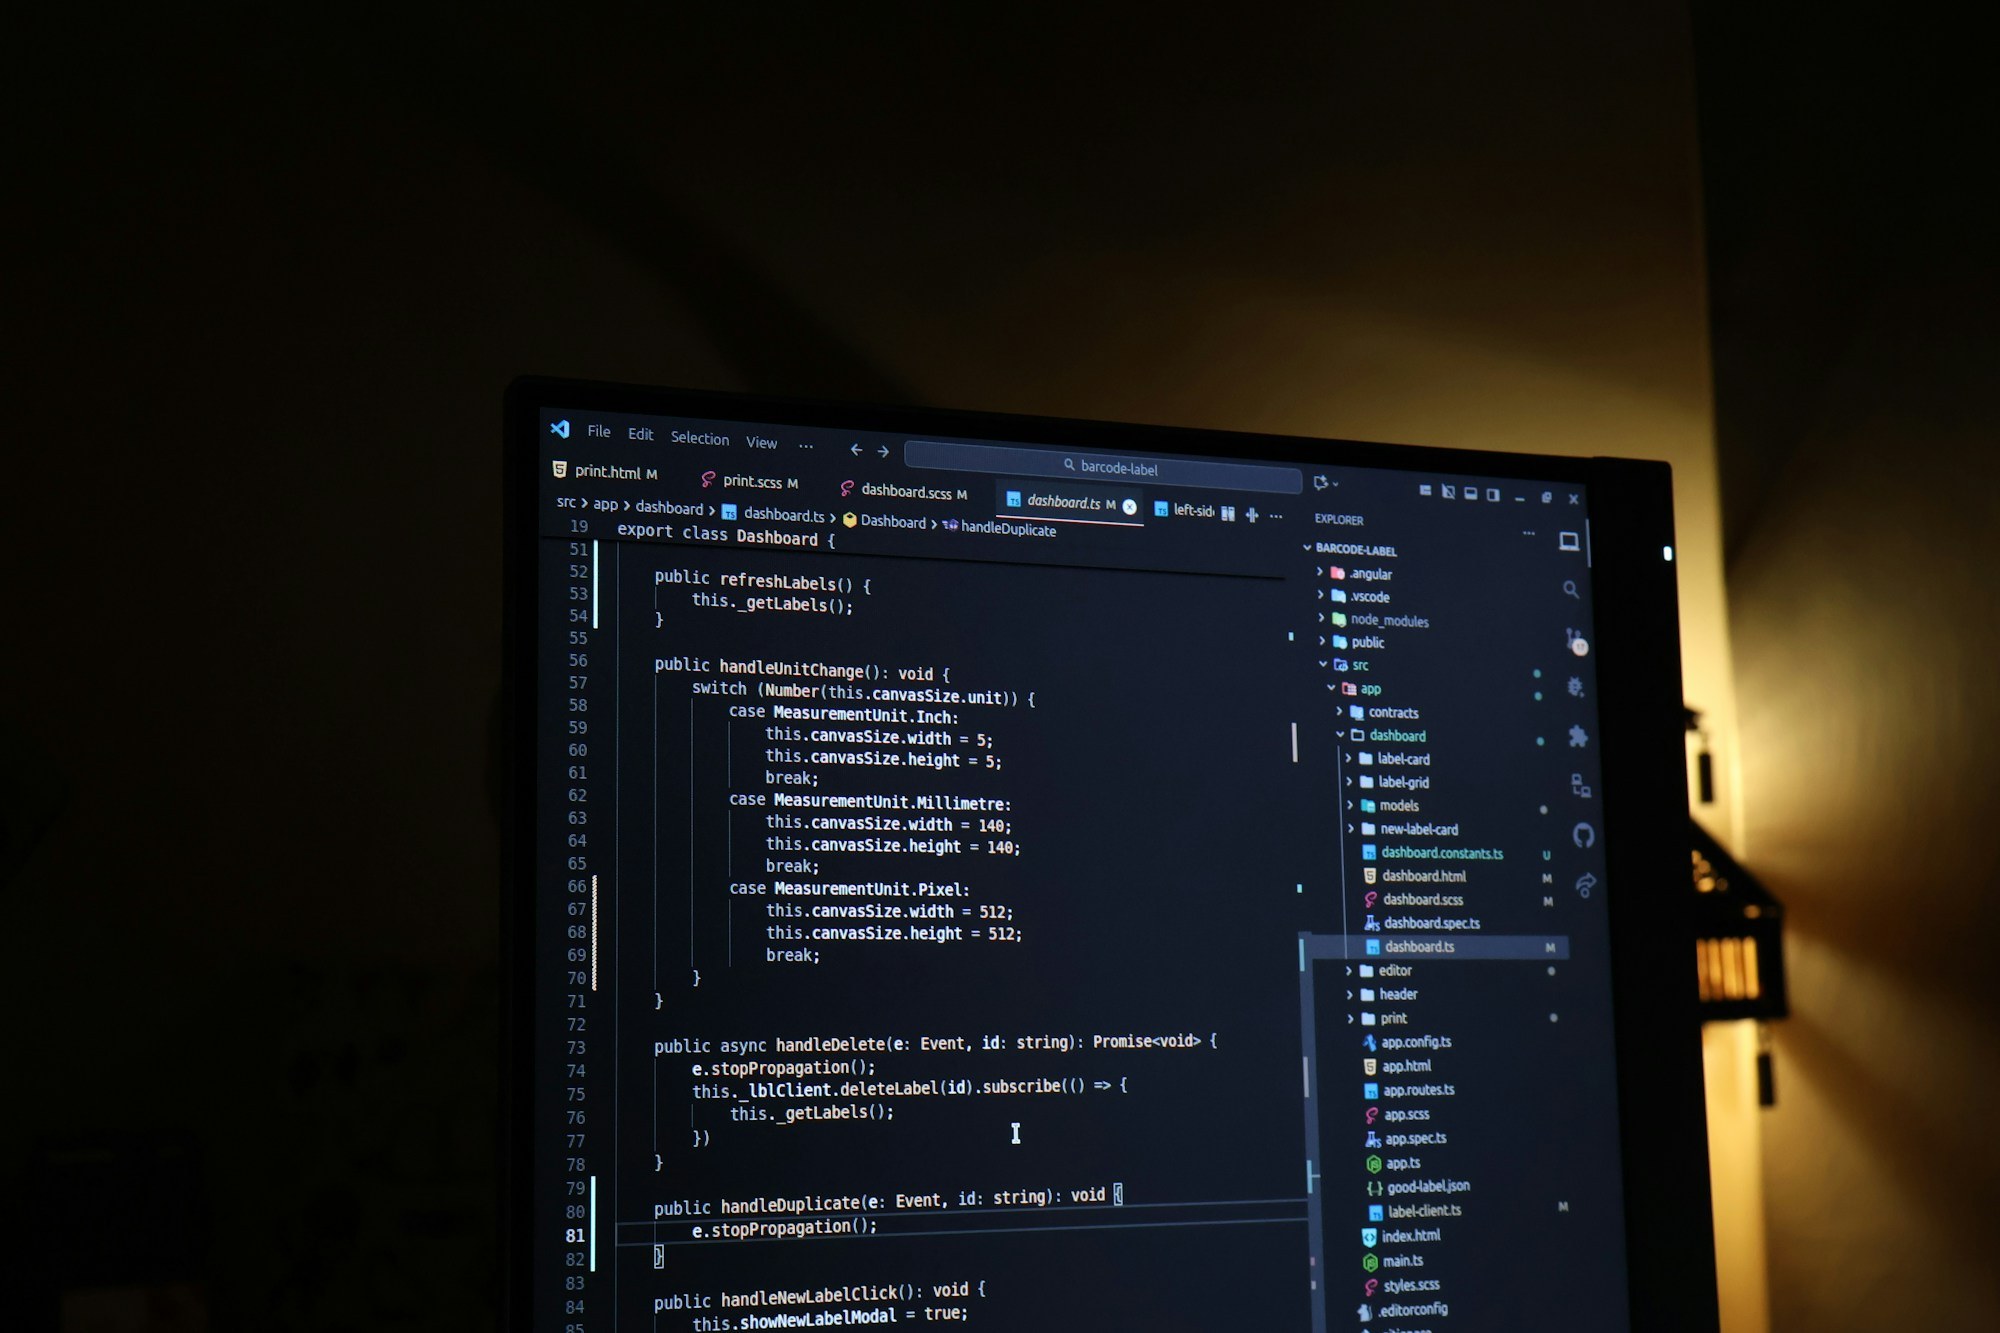 File Edit Selection View ...
barcode-label
print.html M print.scss M dashboard.scss M dashboard.ts M left-sid
src > app > dashboard > TS dashboard.ts > Dashboard > handleDuplicate
19 export class Dashboard {
51
52 public refreshLabels() {
53 this._getLabels();
54 }
55
56 public handleUnitChange(): void {
57 switch (Number(this.canvasSize.unit)) {
58 case MeasurementUnit.Inch:
59 this.canvasSize.width = 5;
60 this.canvasSize.height = 5;
61 break;
62 case MeasurementUnit.Millimetre:
63 this.canvasSize.width = 140;
64 this.canvasSize.height = 140;
65 break;
66 case MeasurementUnit.Pixel:
67 this.canvasSize.width = 512;
68 this.canvasSize.height = 512;
69 break;
70 }
71 }
72
73 public async handleDelete(e: Event, id: string): Promise<void> {
74 e.stopPropagation();
75 this._lblClient.deleteLabel(id).subscribe(() => {
76 this._getLabels();
77 })
78 }
79
80 public handleDuplicate(e: Event, id: string): void {
81 e.stopPropagation();
82 }
83
84 public handleNewLabelClick(): void {
85 this.showNewLabelModal = true;
EXPLORER ...
BARCODE-LABEL
.angular
.vscode
node_modules
public
src
app
contracts
dashboard
label-card
label-grid
models
new-label-card
dashboard.constants.ts U
dashboard.html M
dashboard.scss M
dashboard.spec.ts
dashboard.ts M
editor
header
print
app.config.ts
app.html
app.routes.ts
app.scss
app.spec.ts
app.ts
good-label.json
label-client.ts M
index.html
main.ts
styles.scss
.editorconfig